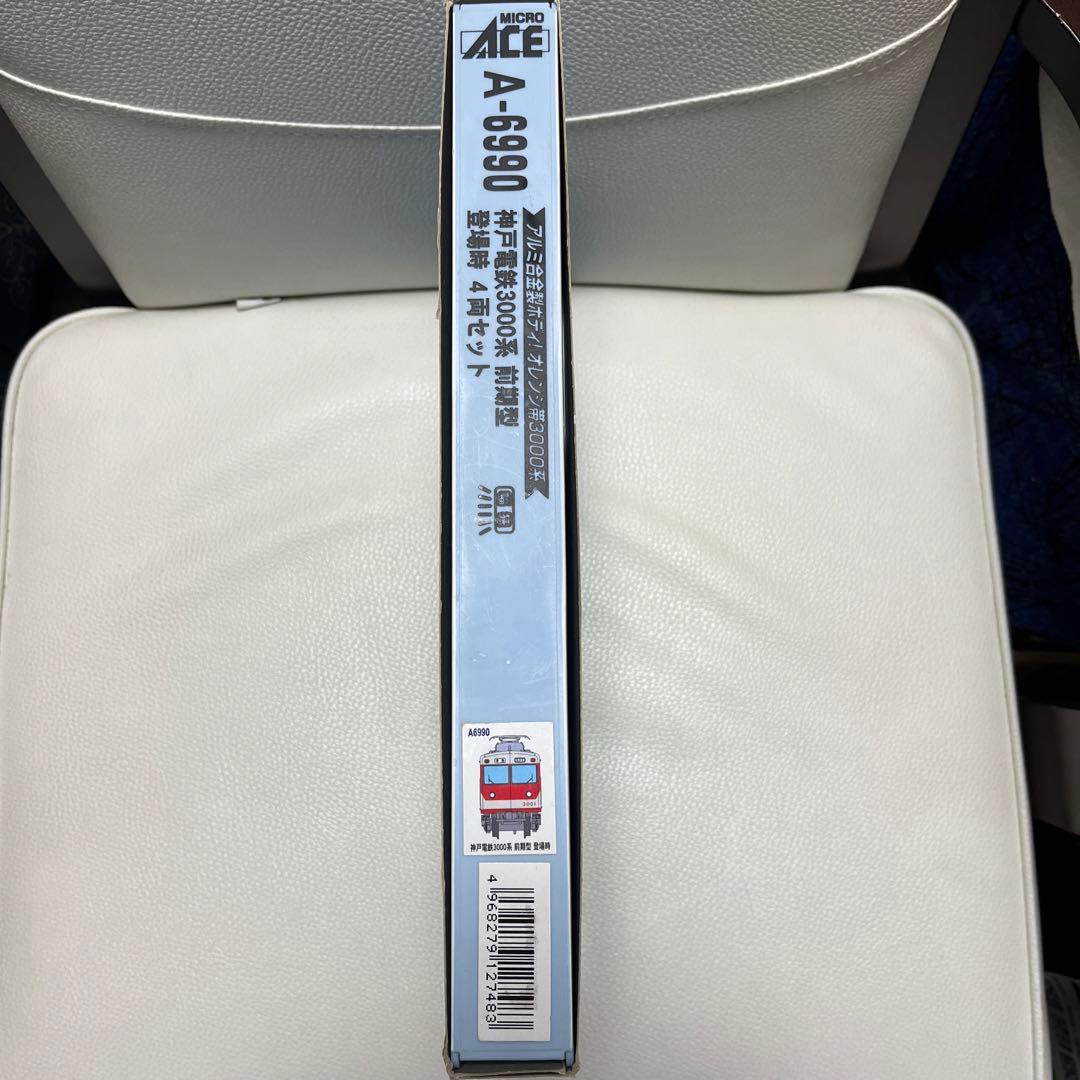 MICRO
ACE
A-6990
アルミ合金製ボディ! オレンジ帯3000系
神戸電鉄3000系 前期型
登場時 4両セット
A6990
3001
神戸電鉄3000系 前期型 登場時
4 968279 127483